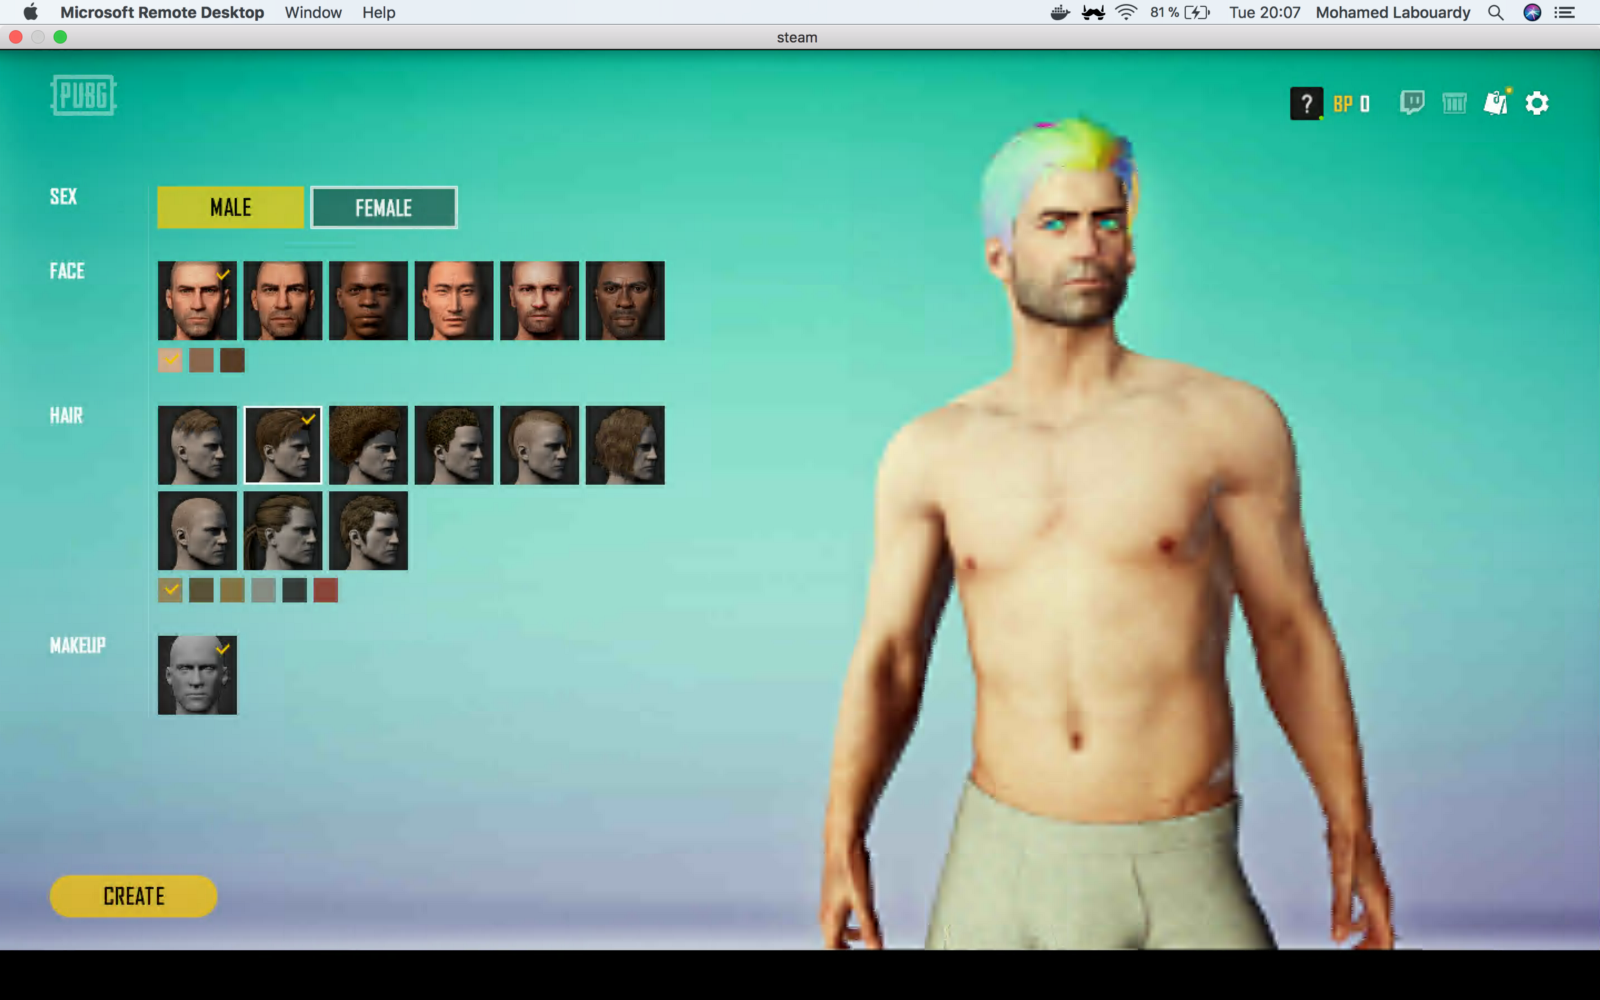 Microsoft Remote Desktop Window Help 81 % Tue 20:07 Mohamed Labouardy
steam
PUBG
? BP 0
SEX
MALE FEMALE
FACE
HAIR
MAKEUP
CREATE